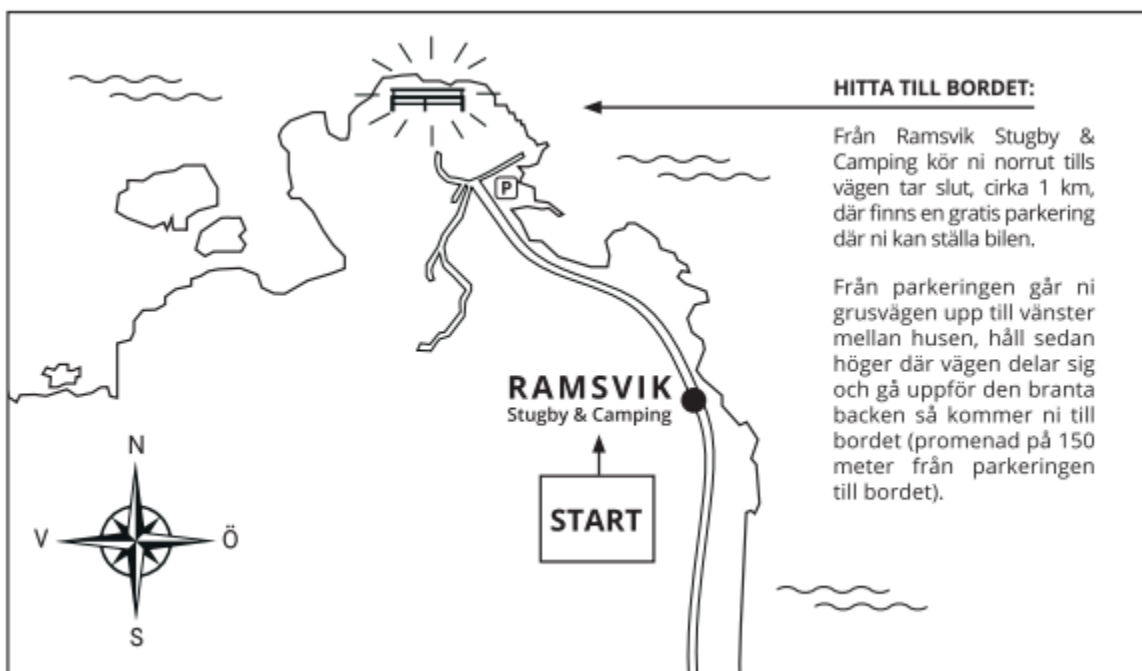 HITTA TILL BORDET:
Från Ramsvik Stugby &
Camping kör ni norrut tills
vägen tar slut, cirka 1 km,
där finns en gratis parkering
där ni kan ställa bilen.
Från parkeringen går ni
grusvägen upp till vänster
mellan husen, håll sedan
höger där vägen delar sig
och gå uppför den branta
backen så kommer ni till
bordet (promenad på 150
meter från parkeringen
till bordet).
P
RAMSVIK
Stugby & Camping
START
N
V
Ö
S